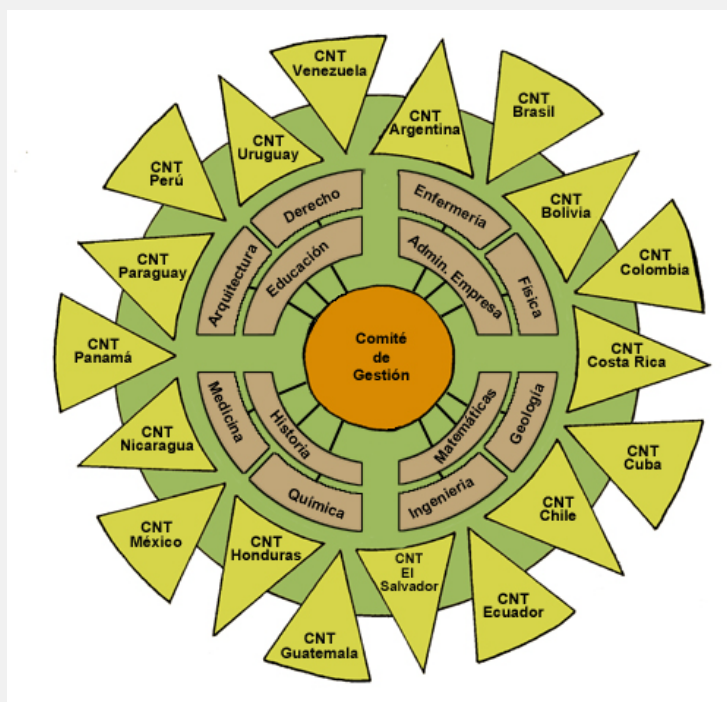 CNT
Venezuela
CNT
Argentina
CNT
Brasil
CNT
Bolivia
CNT
Colombia
CNT
Costa Rica
CNT
Cuba
CNT
Chile
CNT
Ecuador
CNT
El
Salvador
CNT
Guatemala
CNT
Honduras
CNT
México
CNT
Nicaragua
CNT
Panamá
CNT
Paraguay
CNT
Perú
CNT
Uruguay
Derecho
Enfermería
Arquitectura
Educación
Admin. Empresa
Física
Comité
de
Gestión
Medicina
Historia
Matemáticas
Geología
Química
Ingeniería